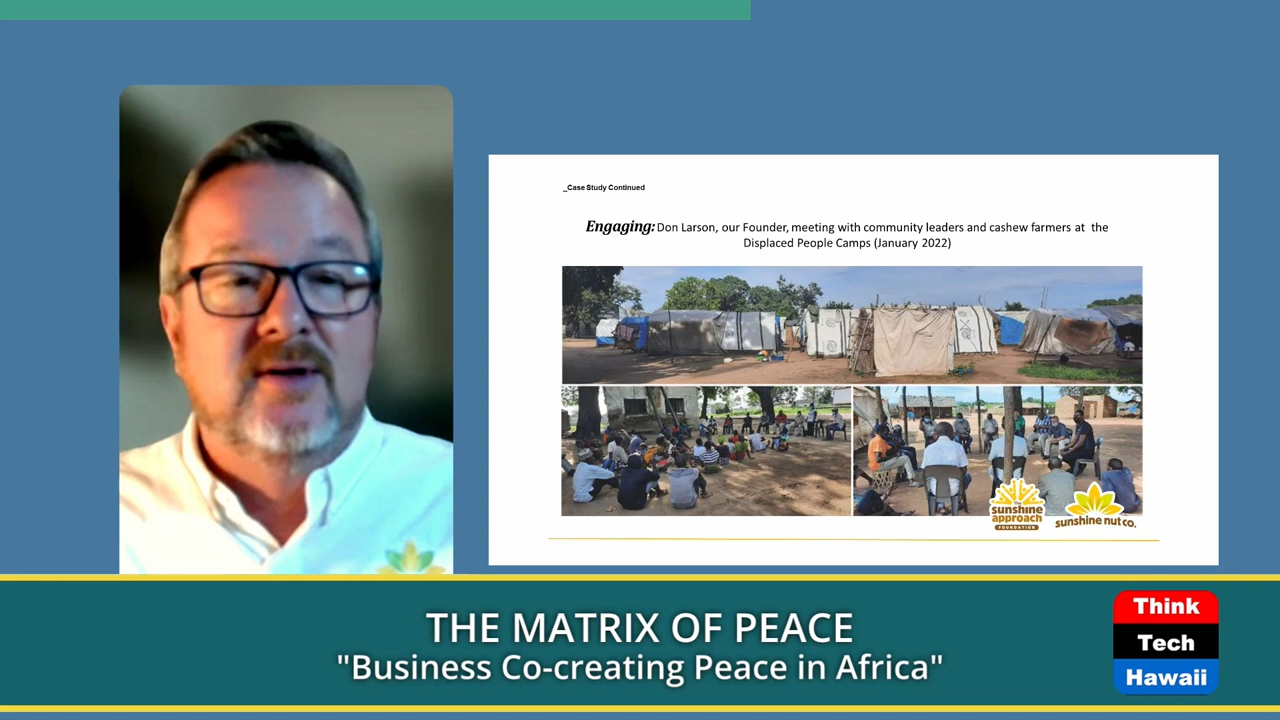 _Case Study Continued
Engaging: Don Larson, our Founder, meeting with community leaders and cashew farmers at the
Displaced People Camps (January 2022)
sunshine
approach
FOUNDATION
sunshine nut co.
THE MATRIX OF PEACE
"Business Co-creating Peace in Africa"
Think
Tech
Hawaii